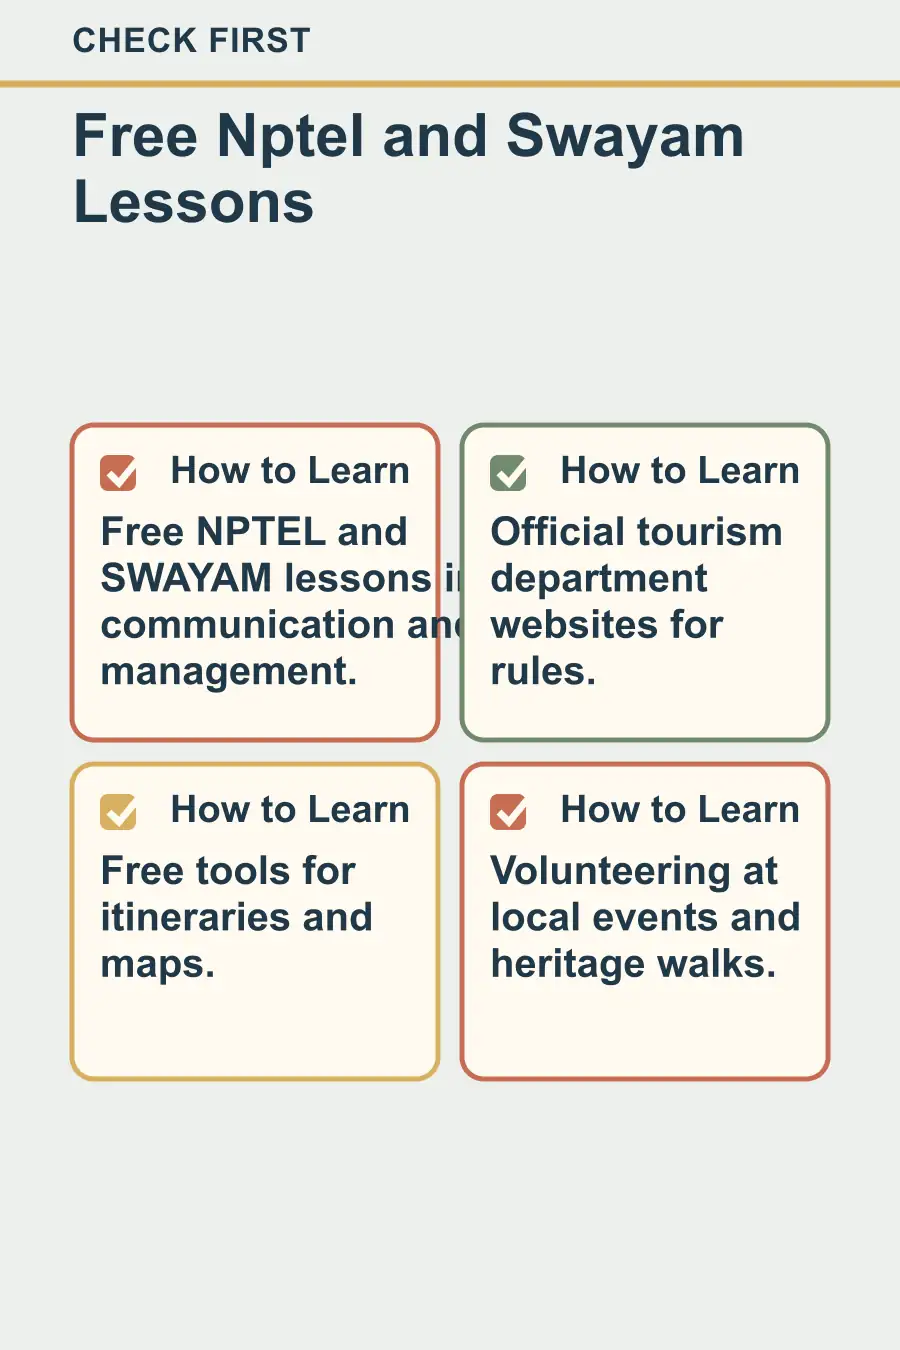 CHECK FIRST
Free Nptel and Swayam
Lessons
How to Learn
Free NPTEL and
SWAYAM lessons
communication
management.
How to Learn
Official tourism
department
websites for
rules.
How to Learn
Free tools for
itineraries and
maps.
How to Learn
Volunteering at
local events and
heritage walks.